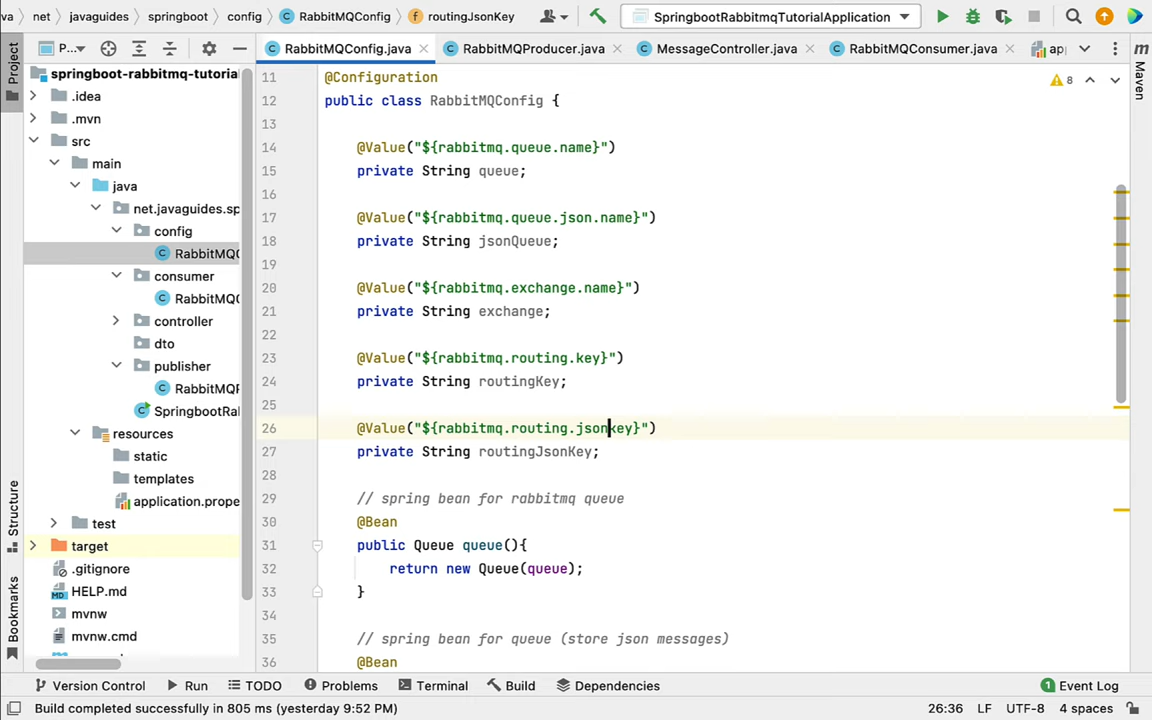 va
net
javaguides
springboot
config
RabbitMQConfig
routingJsonKey
SpringbootRabbitmqTutorialApplication
Project
P...
RabbitMQConfig.java
RabbitMQProducer.java
MessageController.java
RabbitMQConsumer.java
ap
Maven
springboot-rabbitmq-tutoria
.idea
.mvn
src
main
java
net.javaguides.sp
config
RabbitMQC
consumer
RabbitMQC
controller
dto
publisher
RabbitMQP
SpringbootRal
resources
static
templates
application.prope
test
target
.gitignore
HELP.md
mvnw
mvnw.cmd
Structure
Bookmarks
8
11 @Configuration
12 public class RabbitMQConfig {
13
14 @Value("${rabbitmq.queue.name}")
15 private String queue;
16
17 @Value("${rabbitmq.queue.json.name}")
18 private String jsonQueue;
19
20 @Value("${rabbitmq.exchange.name}")
21 private String exchange;
22
23 @Value("${rabbitmq.routing.key}")
24 private String routingKey;
25
26 @Value("${rabbitmq.routing.jsonkey}")
27 private String routingJsonKey;
28
29 // spring bean for rabbitmq queue
30 @Bean
31 public Queue queue(){
32 return new Queue(queue);
33 }
34
35 // spring bean for queue (store json messages)
36 @Bean
Version Control
Run
TODO
Problems
Terminal
Build
Dependencies
1 Event Log
Build completed successfully in 805 ms (yesterday 9:52 PM)
26:36
LF
UTF-8
4 spaces